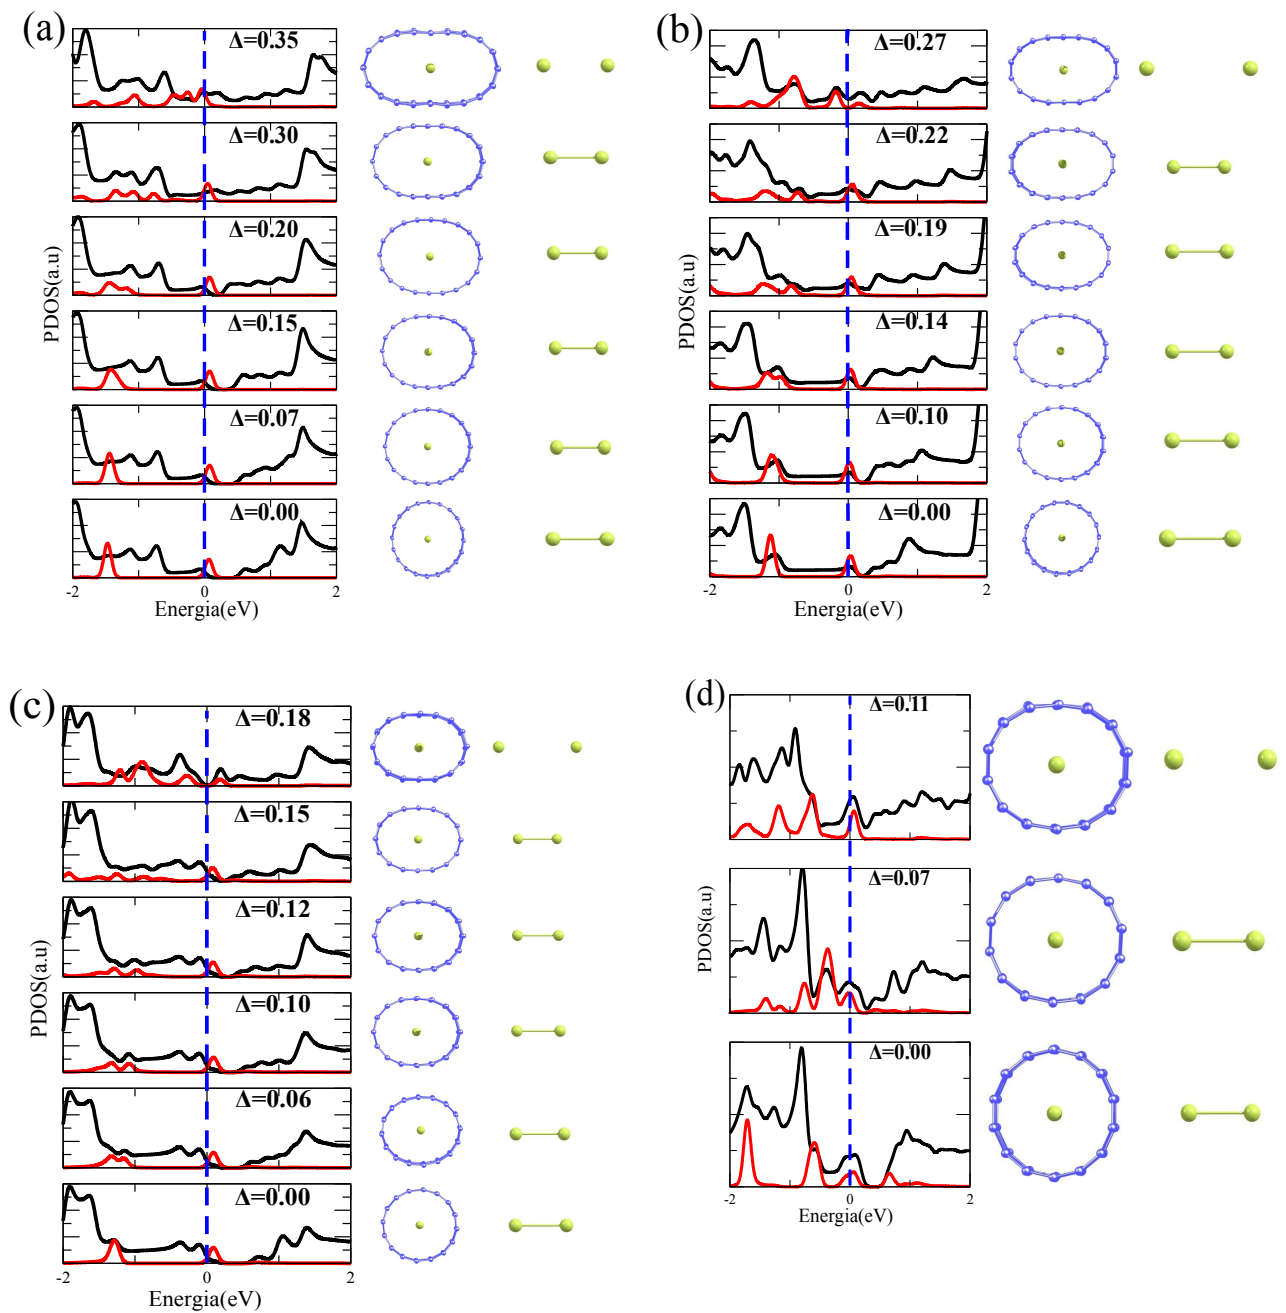 (a)
Δ=0.35
Δ=0.30
Δ=0.20
Δ=0.15
Δ=0.07
Δ=0.00
PDOS(a.u)
-2 0 2
Energia(eV)
(b)
Δ=0.27
Δ=0.22
Δ=0.19
Δ=0.14
Δ=0.10
Δ=0.00
PDOS(a.u)
-2 0 2
Energia(eV)
(c)
Δ=0.18
Δ=0.15
Δ=0.12
Δ=0.10
Δ=0.06
Δ=0.00
PDOS(a.u)
-2 0 2
Energia(eV)
(d)
Δ=0.11
Δ=0.07
Δ=0.00
PDOS(a.u)
-2 0 2
Energia(eV)